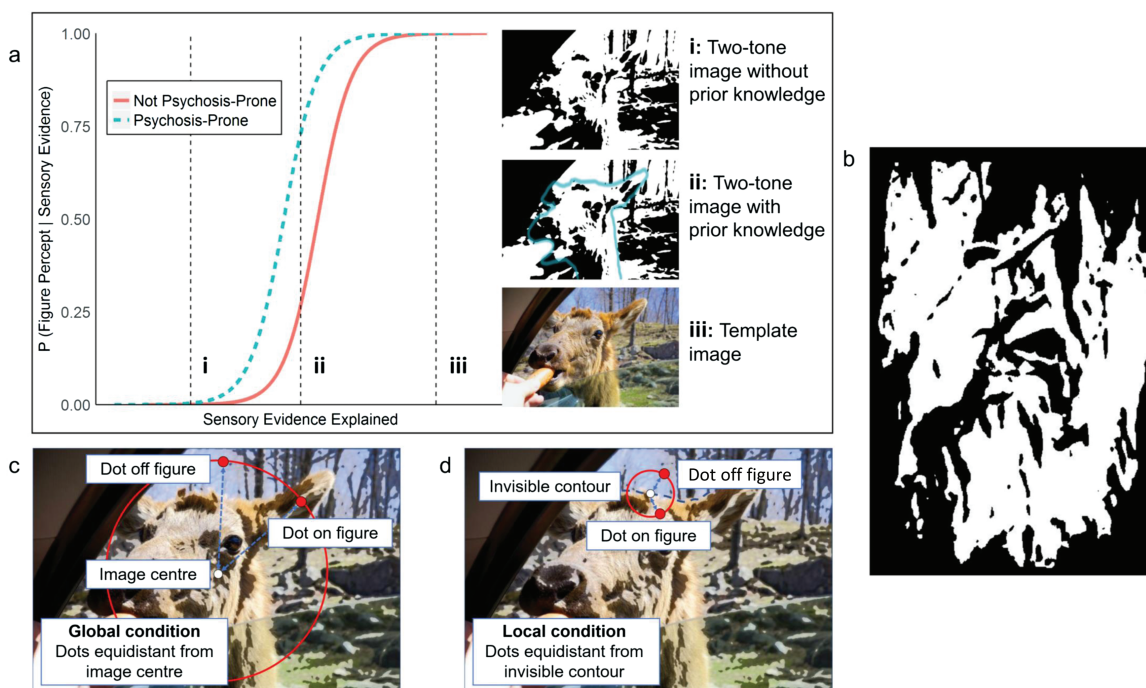 a
1.00
0.75
0.50
0.25
0.00
P (Figure Percept | Sensory Evidence)
Not Psychosis-Prone
Psychosis-Prone
i
ii
iii
Sensory Evidence Explained
i: Two-tone
image without
prior knowledge
ii: Two-tone
image with
prior knowledge
iii: Template
image
b
c
Dot off figure
Dot on figure
Image centre
Global condition
Dots equidistant from
image centre
d
Invisible contour
Dot off figure
Dot on figure
Local condition
Dots equidistant from
invisible contour